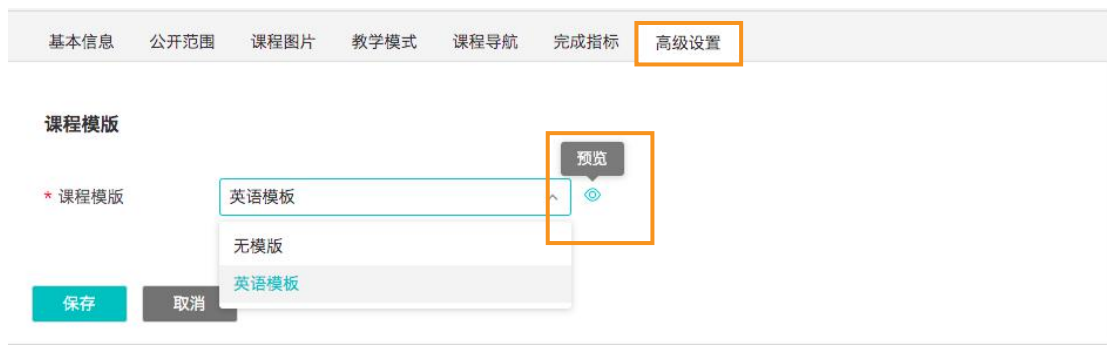 基本信息 公开范围 课程图片 教学模式 课程导航 完成指标 高级设置
课程模版
预览
* 课程模版 英语模板
无模版
英语模板
保存 取消